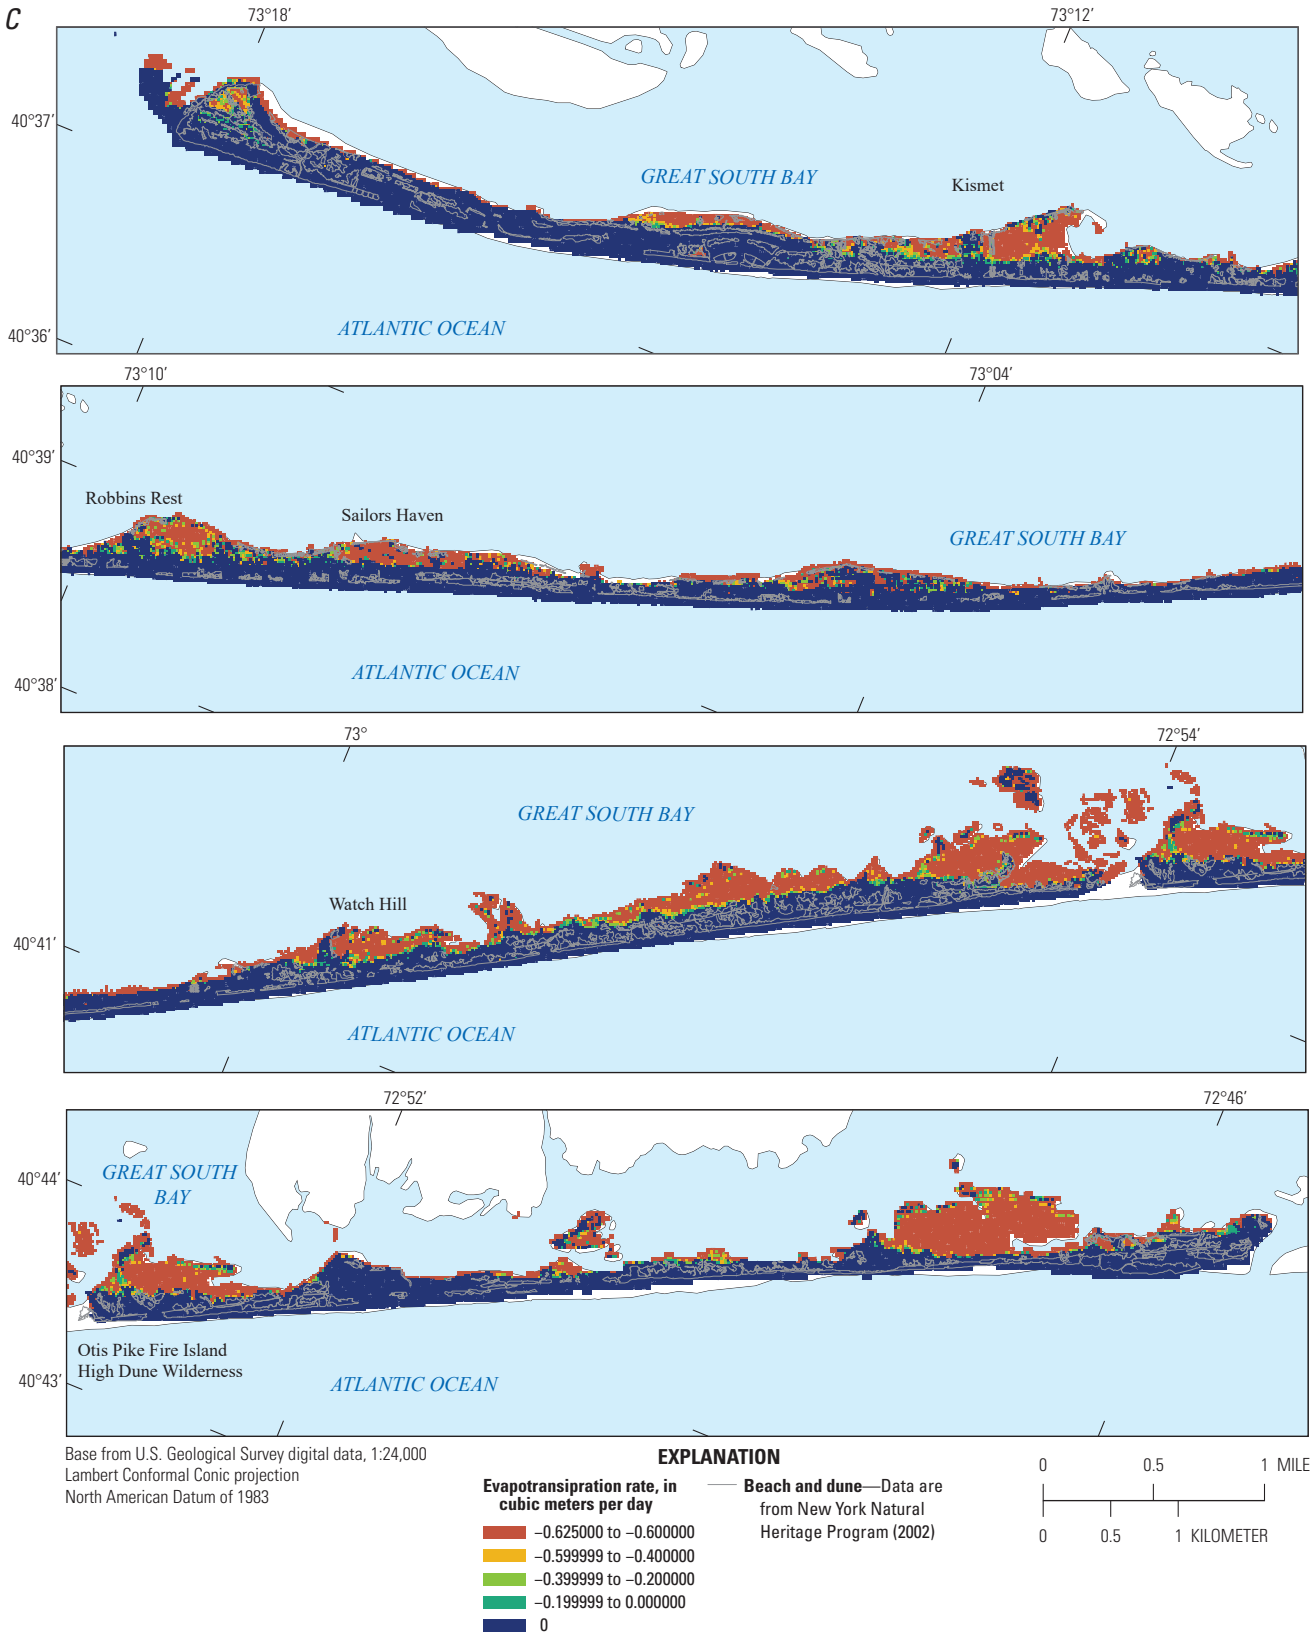 C
73°18′
73°12′
40°37′
GREAT SOUTH BAY
Kismet
ATLANTIC OCEAN
40°36′
73°10′
73°04′
40°39′
Robbins Rest
Sailors Haven
GREAT SOUTH BAY
ATLANTIC OCEAN
40°38′
73°
72°54′
GREAT SOUTH BAY
Watch Hill
40°41′
ATLANTIC OCEAN
72°52′
72°46′
40°44′
GREAT SOUTH
BAY
Otis Pike Fire Island
High Dune Wilderness
40°43′
ATLANTIC OCEAN
Base from U.S. Geological Survey digital data, 1:24,000
Lambert Conformal Conic projection
North American Datum of 1983
EXPLANATION
Evapotransipration rate, in
cubic meters per day
−0.625000 to −0.600000
−0.599999 to −0.400000
−0.399999 to −0.200000
−0.199999 to 0.000000
0
Beach and dune—Data are
from New York Natural
Heritage Program (2002)
0 0.5 1 MILE
0 0.5 1 KILOMETER